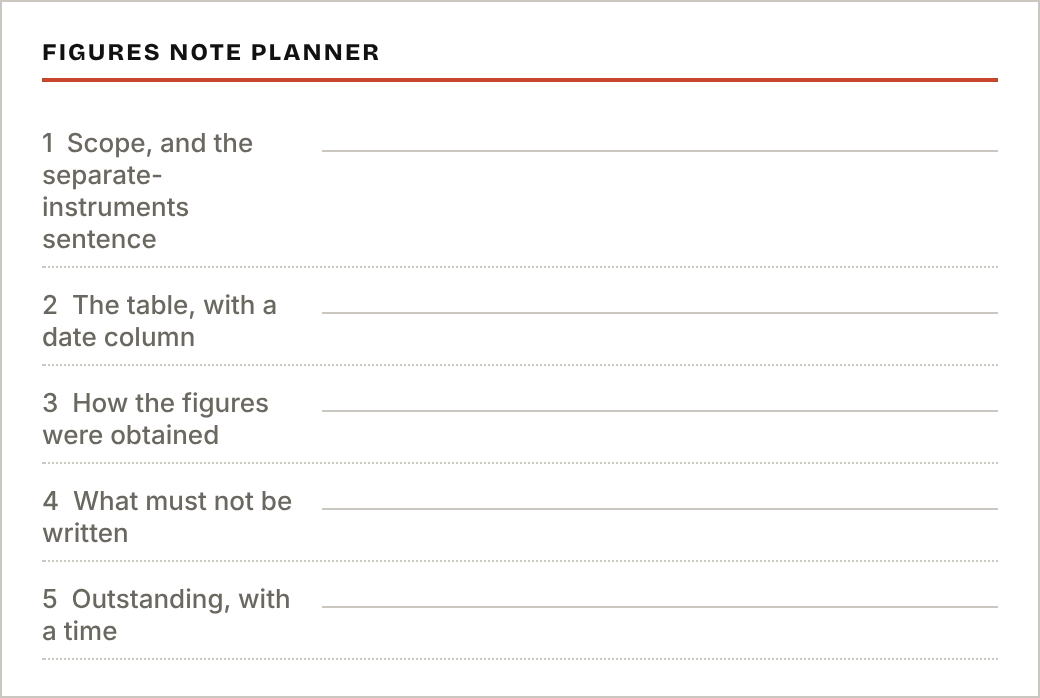 FIGURES NOTE PLANNER
1 Scope, and the
separate-
instruments
sentence
2 The table, with a
date column
3 How the figures
were obtained
4 What must not be
written
5 Outstanding, with
a time